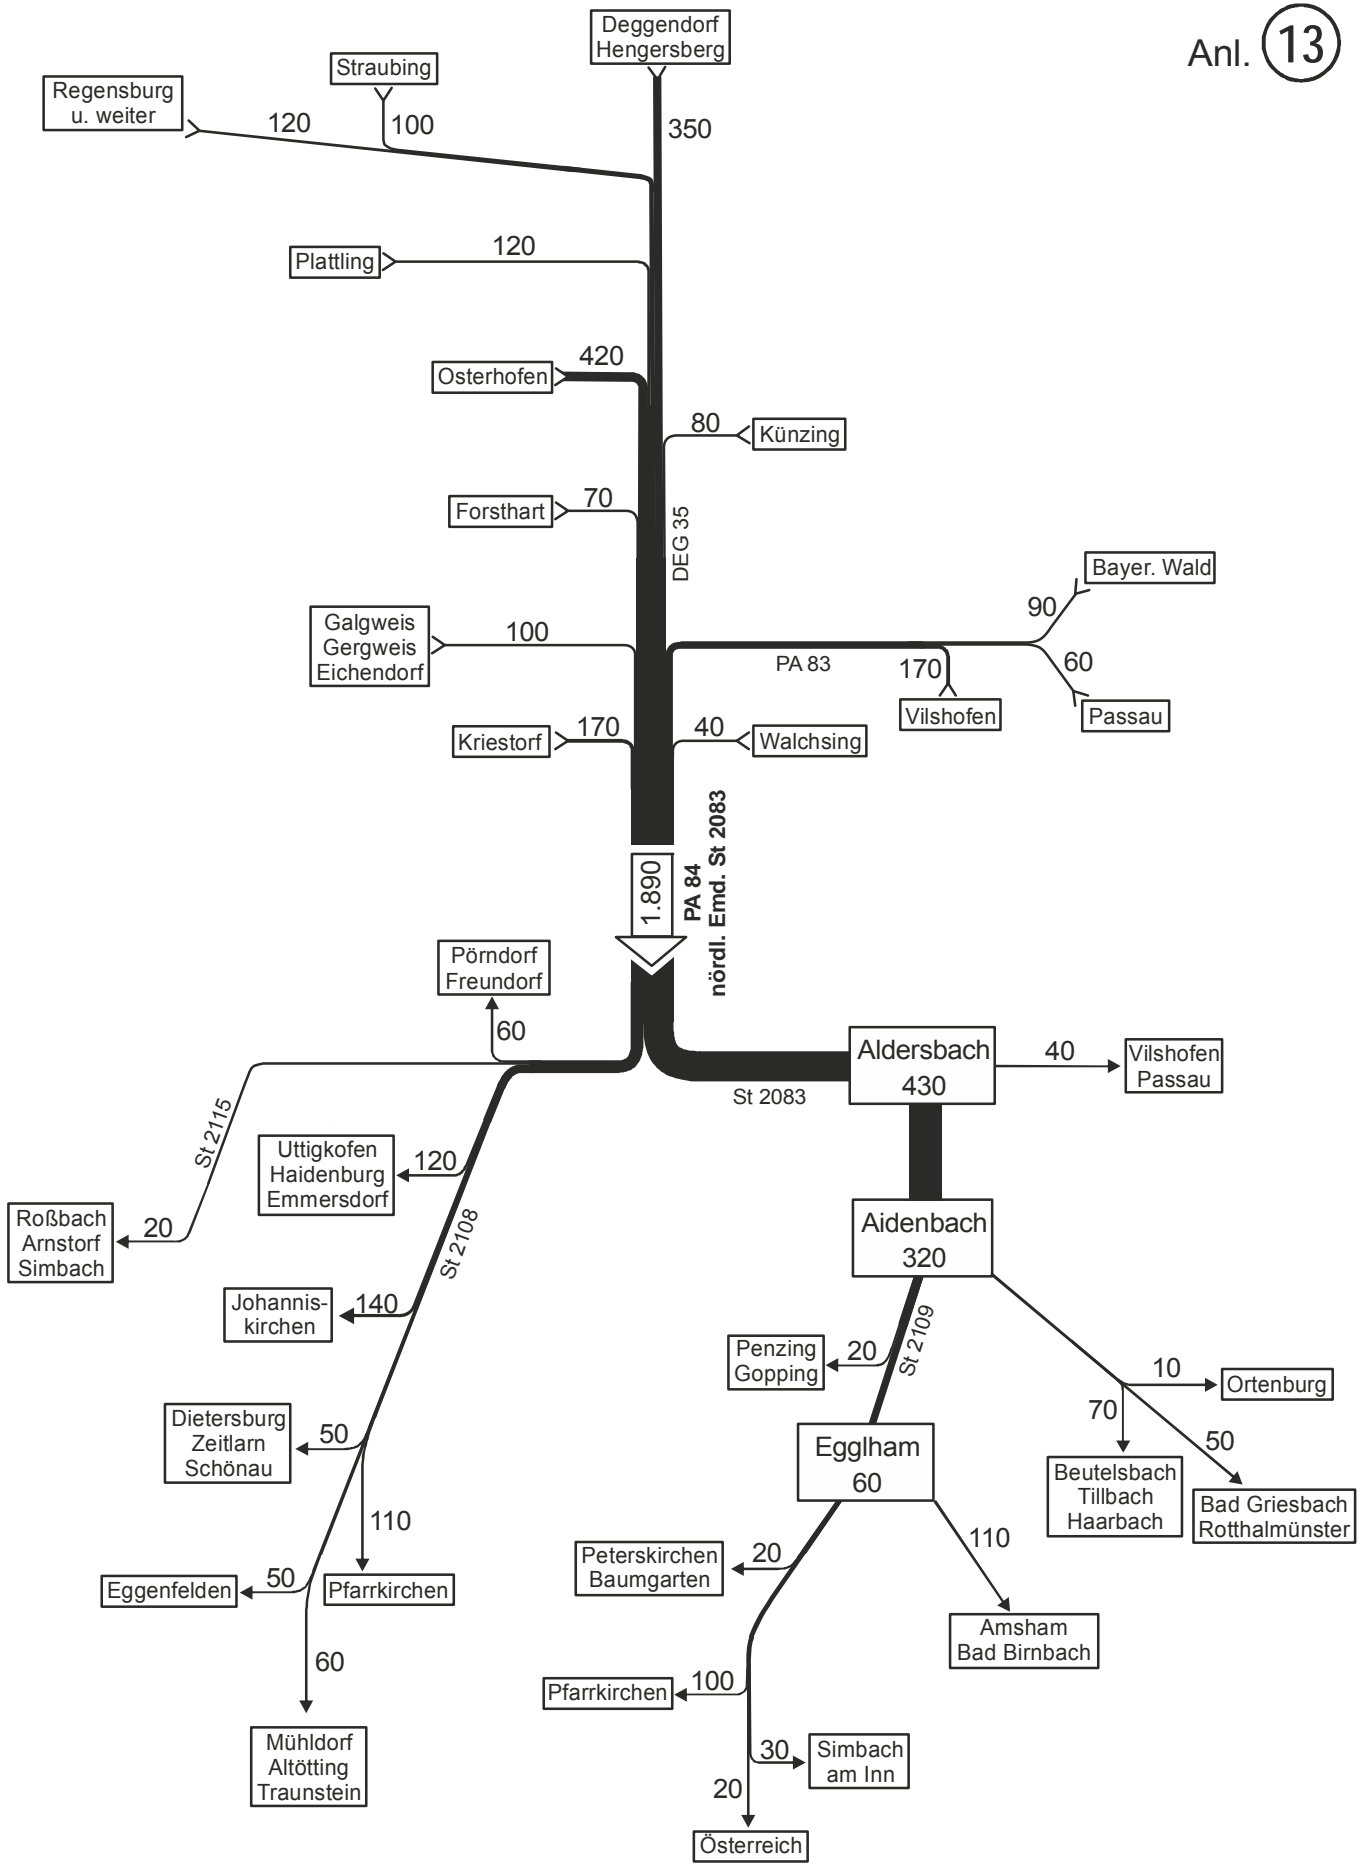 Anl. 13
Deggendorf
Hengersberg
Straubing
Regensburg
u. weiter
120
100
350
Plattling
120
Osterhofen
420
80
Künzing
Forsthart
70
DEG 35
Bayer. Wald
90
Galgweis
Gergweis
Eichendorf
100
PA 83
170
60
Vilshofen
Passau
Kriestorf
170
40
Walchsing
1.890
PA 84
nördl. Emd. St 2083
Pörndorf
Freundorf
60
Aldersbach
430
40
Vilshofen
Passau
St 2083
St 2115
Uttigkofen
Haidenburg
Emmersdorf
120
Roßbach
Arnstorf
Simbach
20
St 2108
Aidenbach
320
Johannis-
kirchen
140
Penzing
Gopping
20
St 2109
10
Ortenburg
70
50
Dietersburg
Zeitlarn
Schönau
50
Egglham
60
Beutelsbach
Tillbach
Haarbach
Bad Griesbach
Rotthalmünster
110
Peterskirchen
Baumgarten
20
110
Eggenfelden
50
Pfarrkirchen
Amsham
Bad Birnbach
60
Pfarrkirchen
100
Mühldorf
Altötting
Traunstein
30
Simbach
am Inn
20
Österreich